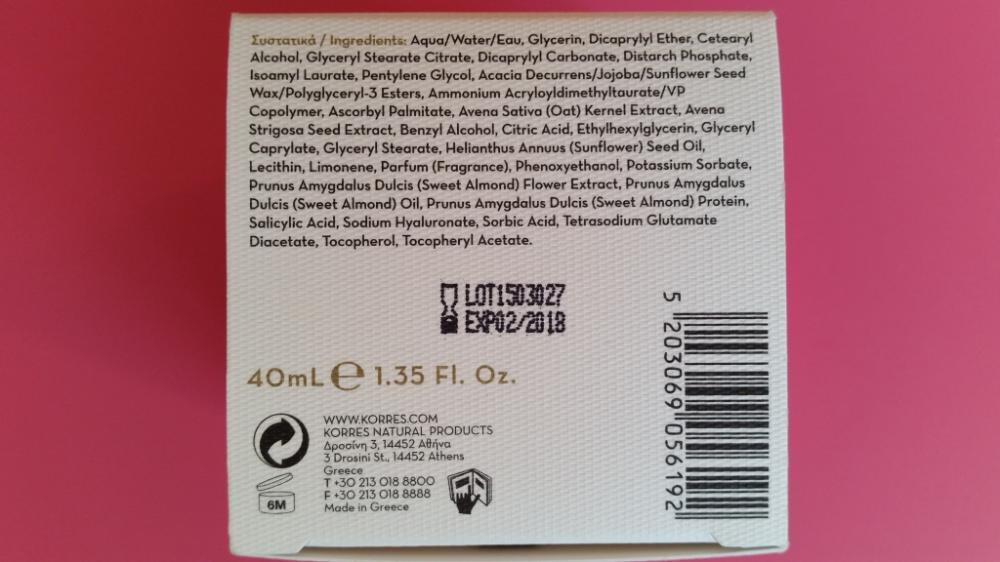 Συστατικά / Ingredients: Aqua/Water/Eau, Glycerin, Dicaprylyl Ether, Cetearyl
Alcohol, Glyceryl Stearate Citrate, Dicaprylyl Carbonate, Distarch Phosphate,
Isoamyl Laurate, Pentylene Glycol, Acacia Decurrens/Jojoba/Sunflower Seed
Wax/Polyglyceryl-3 Esters, Ammonium Acryloyldimethyltaurate/VP
Copolymer, Ascorbyl Palmitate, Avena Sativa (Oat) Kernel Extract, Avena
Strigosa Seed Extract, Benzyl Alcohol, Citric Acid, Ethylhexylglycerin, Glyceryl
Caprylate, Glyceryl Stearate, Helianthus Annuus (Sunflower) Seed Oil,
Lecithin, Limonene, Parfum (Fragrance), Phenoxyethanol, Potassium Sorbate,
Prunus Amygdalus Dulcis (Sweet Almond) Flower Extract, Prunus Amygdalus
Dulcis (Sweet Almond) Oil, Prunus Amygdalus Dulcis (Sweet Almond) Protein,
Salicylic Acid, Sodium Hyaluronate, Sorbic Acid, Tetrasodium Glutamate
Diacetate, Tocopherol, Tocopheryl Acetate.
LOT1503027
EXP02/2018
40mL ℮ 1.35 Fl. Oz.
WWW.KORRES.COM
KORRES NATURAL PRODUCTS
Δροσίνη 3, 14452 Αθήνα
3 Drosini St., 14452 Athens
Greece
T +30 213 018 8800
F +30 213 018 8888
Made in Greece
6M
5 203069 056192